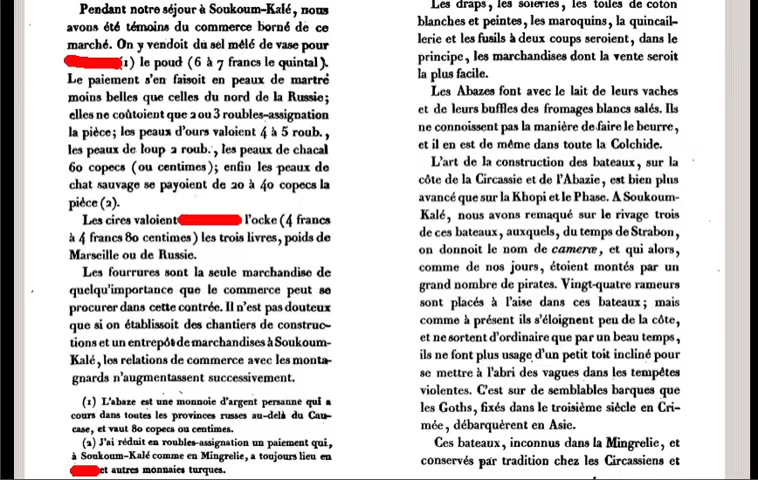 Pendant notre séjour à Soukoum-Kalé, nous
avons été témoins du commerce borné de ce
marché. On y vendoit du sel mêlé de vase pour
(1) le poud (6 à 7 francs le quintal).
Le paiement s'en faisoit en peaux de martre
moins belles que celles du nord de la Russie;
elles ne coûtoient que 2 ou 3 roubles-assignation
la pièce; les peaux d'ours valoient 4 à 5 roub.,
les peaux de loup 2 roub., les peaux de chacal
60 copecs (ou centimes); enfin les peaux de
chat sauvage se payoient de 20 à 40 copecs la
pièce (2).
Les cires valoient l'ocke (4 francs
à 4 francs 80 centimes) les trois livres, poids de
Marseille ou de Russie.
Les fourrures sont la seule marchandise de
quelqu'importance que le commerce peut se
procurer dans cette contrée. Il n'est pas douteux
que si on établissoit des chantiers de construc-
tions et un entrepôt de marchandises à Soukoum-
Kalé, les relations de commerce avec les monta-
gnards n'augmentassent successivement.
(1) L'abaze est une monnoie d'argent persanne qui a
cours dans toutes les provinces russes au-delà du Cau-
case, et vaut 80 copecs ou centimes.
(2) J'ai réduit en roubles-assignation un paiement qui,
à Soukoum-Kalé comme en Mingrelie, a toujours lieu en
et autres monnaies turques.
Les draps, les soieries, les toiles de coton
blanches et peintes, les maroquins, la quincail-
lerie et les fusils à deux coups seroient, dans le
principe, les marchandises dont la vente seroit
la plus facile.
Les Abazes font avec le lait de leurs vaches
et de leurs buffles des fromages blancs salés. Ils
ne connoissent pas la manière de faire le beurre,
et il en est de même dans toute la Colchide.
L'art de la construction des bateaux, sur la
côte de la Circassie et de l'Abazie, est bien plus
avancé que sur la Khopi et le Phase. A Soukoum-
Kalé, nous avons remaqué sur le rivage trois
de ces bateaux, auxquels, du temps de Strabon,
on donnoit le nom de cameræ, et qui alors,
comme de nos jours, étoient montés par un
grand nombre de pirates. Vingt-quatre rameurs
sont placés à l'aise dans ces bateaux; mais
comme à présent ils s'éloignent peu de la côte,
et ne sortent d'ordinaire que par un beau temps,
ils ne font plus usage d'un petit toit incliné pour
se mettre à l'abri des vagues dans les tempêtes
violentes. C'est sur de semblables barques que
les Goths, fixés dans le troisième siècle en Cri-
mée, débarquèrent en Asie.
Ces bateaux, inconnus dans la Mingrelie, et
conservés par tradition chez les Circassiens et